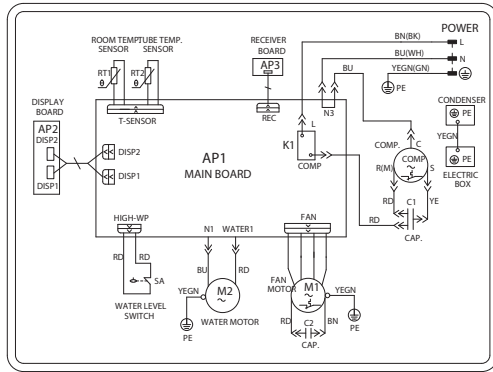 ROOM TEMP.
SENSOR
TUBE TEMP.
SENSOR
RECEIVER
BOARD
POWER
BN(BK)
L
BU(WH)
N
YEGN(GN)
PE
RT1
θ
RT2
θ
AP3
BU
N3
DISPLAY
BOARD
AP2
DISP2
DISP1
T-SENSOR
REC
L
K1
COMP
CONDENSER
PE
YEGN
PE
ELECTRIC
BOX
DISP2
DISP1
AP1
MAIN BOARD
COMP.
C
COMP
R(M)
S
RD
YE
C1
RD
CAP.
HIGH-WP
N1
WATER1
FAN
RD
RD
SA
WATER LEVEL
SWITCH
BU
RD
YEGN
M2
WATER MOTOR
PE
FAN
MOTOR
M1
YEGN
RD
BN
C2
CAP.
PE